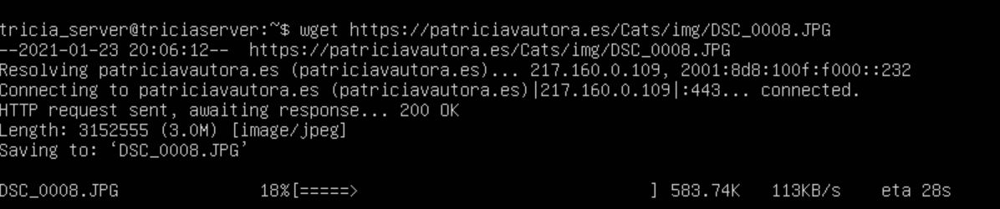 tricia_server@triciaserver:~$ wget https://patriciavautora.es/Cats/img/DSC_0008.JPG
--2021-01-23 20:06:12--  https://patriciavautora.es/Cats/img/DSC_0008.JPG
Resolving patriciavautora.es (patriciavautora.es)... 217.160.0.109, 2001:8d8:100f:f000::232
Connecting to patriciavautora.es (patriciavautora.es)|217.160.0.109|:443... connected.
HTTP request sent, awaiting response... 200 OK
Length: 3152555 (3.0M) [image/jpeg]
Saving to: ‘DSC_0008.JPG’
DSC_0008.JPG 18%[=====> ] 583.74K 113KB/s eta 28s